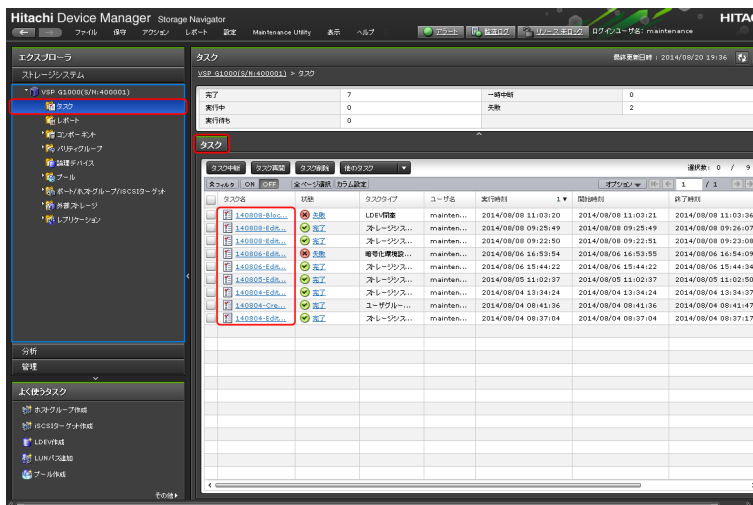 Hitachi Device Manager Storage Navigator
HITAC
ファイル 保守 アクション レポート 設定 Maintenance Utility 表示 ヘルプ アラート 監査ログ リソースロック ログインユーザ名: maintenance
エクスプローラ
ストレージシステム
VSP G1000(S/N:400001)
タスク
レポート
コンポーネント
パリティグループ
論理デバイス
プール
ポート/ホストグループ/iSCSIターゲット
外部ストレージ
レプリケーション
分析
管理
よく使うタスク
ホストグループ作成
iSCSIターゲット作成
LDEV作成
LUNパス追加
プール作成
その他
タスク
最終更新日時 : 2014/08/20 19:36
VSP G1000(S/N:400001) > タスク
完了 7 一時中断 0
実行中 0 失敗 2
実行待ち 0
タスク
タスク中断 タスク再開 タスク削除 他のタスク 選択数: 0 / 9
フィルタ ON OFF 全ページ選択 カラム設定 オプション 1 / 1
タスク名 状態 タスクタイプ ユーザ名 実行時刻 1 開始時刻 終了時刻
140808-Bloc... 失敗 LDEV閉塞 mainten... 2014/08/08 11:03:20 2014/08/08 11:03:21 2014/08/08 11:03:36
140808-Edit... 完了 ストレージシス... mainten... 2014/08/08 09:25:49 2014/08/08 09:25:49 2014/08/08 09:26:07
140808-Edit... 完了 ストレージシス... mainten... 2014/08/08 09:22:50 2014/08/08 09:22:51 2014/08/08 09:23:08
140806-Edit... 失敗 暗号化環境設... mainten... 2014/08/06 16:53:54 2014/08/06 16:53:55 2014/08/06 16:54:09
140806-Edit... 完了 ストレージシス... mainten... 2014/08/06 15:44:22 2014/08/06 15:44:22 2014/08/06 15:44:34
140805-Edit... 完了 ストレージシス... mainten... 2014/08/05 11:02:37 2014/08/05 11:02:37 2014/08/05 11:02:50
140804-Edit... 完了 ストレージシス... mainten... 2014/08/04 13:34:24 2014/08/04 13:34:24 2014/08/04 13:34:37
140804-Cre... 完了 ユーザグルー... mainten... 2014/08/04 08:41:36 2014/08/04 08:41:36 2014/08/04 08:41:47
140804-Edit... 完了 ストレージシス... mainten... 2014/08/04 08:37:04 2014/08/04 08:37:04 2014/08/04 08:37:17